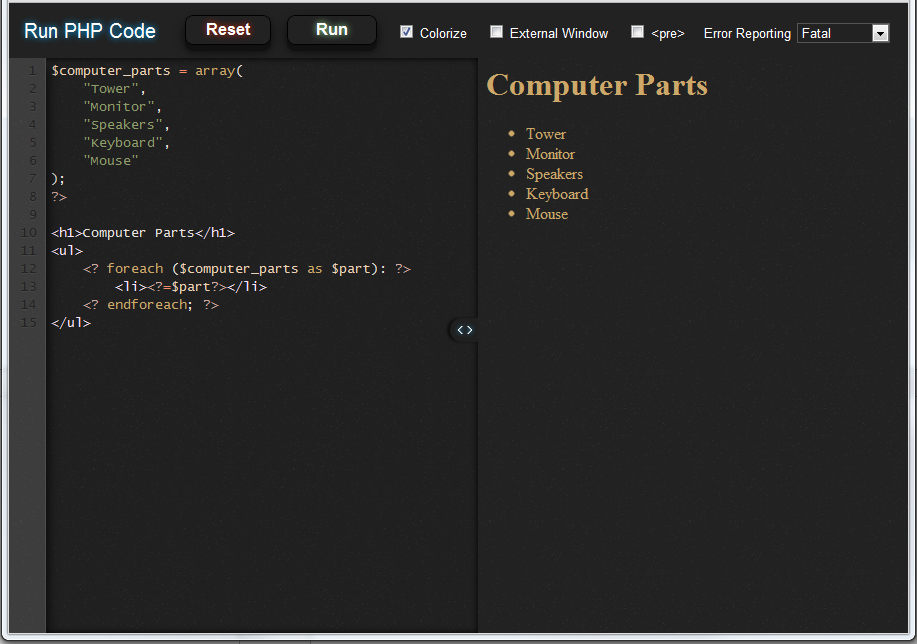 Run PHP Code Reset Run Colorize External Window <pre> Error Reporting Fatal
1 $computer_parts = array(
2 "Tower",
3 "Monitor",
4 "Speakers",
5 "Keyboard",
6 "Mouse"
7 );
8 ?>
9
10 <h1>Computer Parts</h1>
11 <ul>
12 <? foreach ($computer_parts as $part): ?>
13 <li><?=$part?></li>
14 <? endforeach; ?>
15 </ul>
<>
Computer Parts
• Tower
• Monitor
• Speakers
• Keyboard
• Mouse